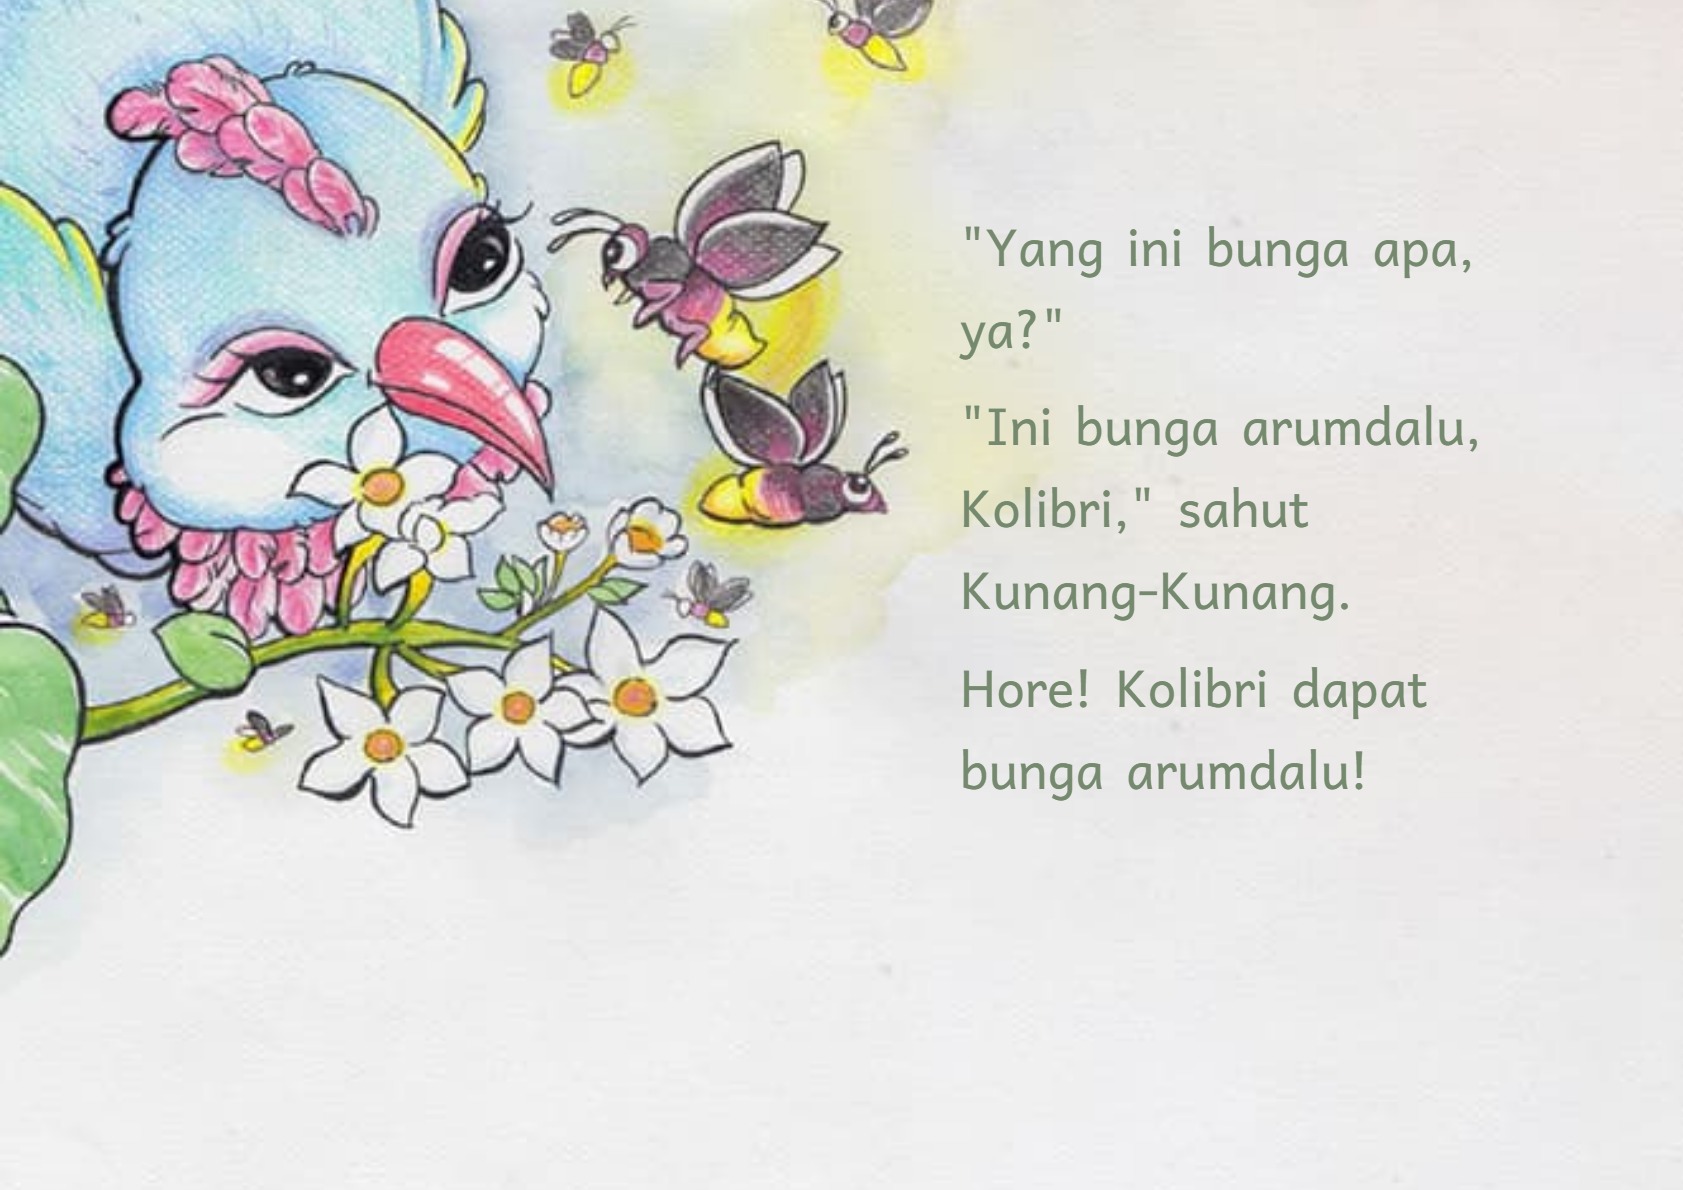 "Yang ini bunga apa,
ya?"
"Ini bunga arumdalu,
Kolibri," sahut
Kunang-Kunang.
Hore! Kolibri dapat
bunga arumdalu!